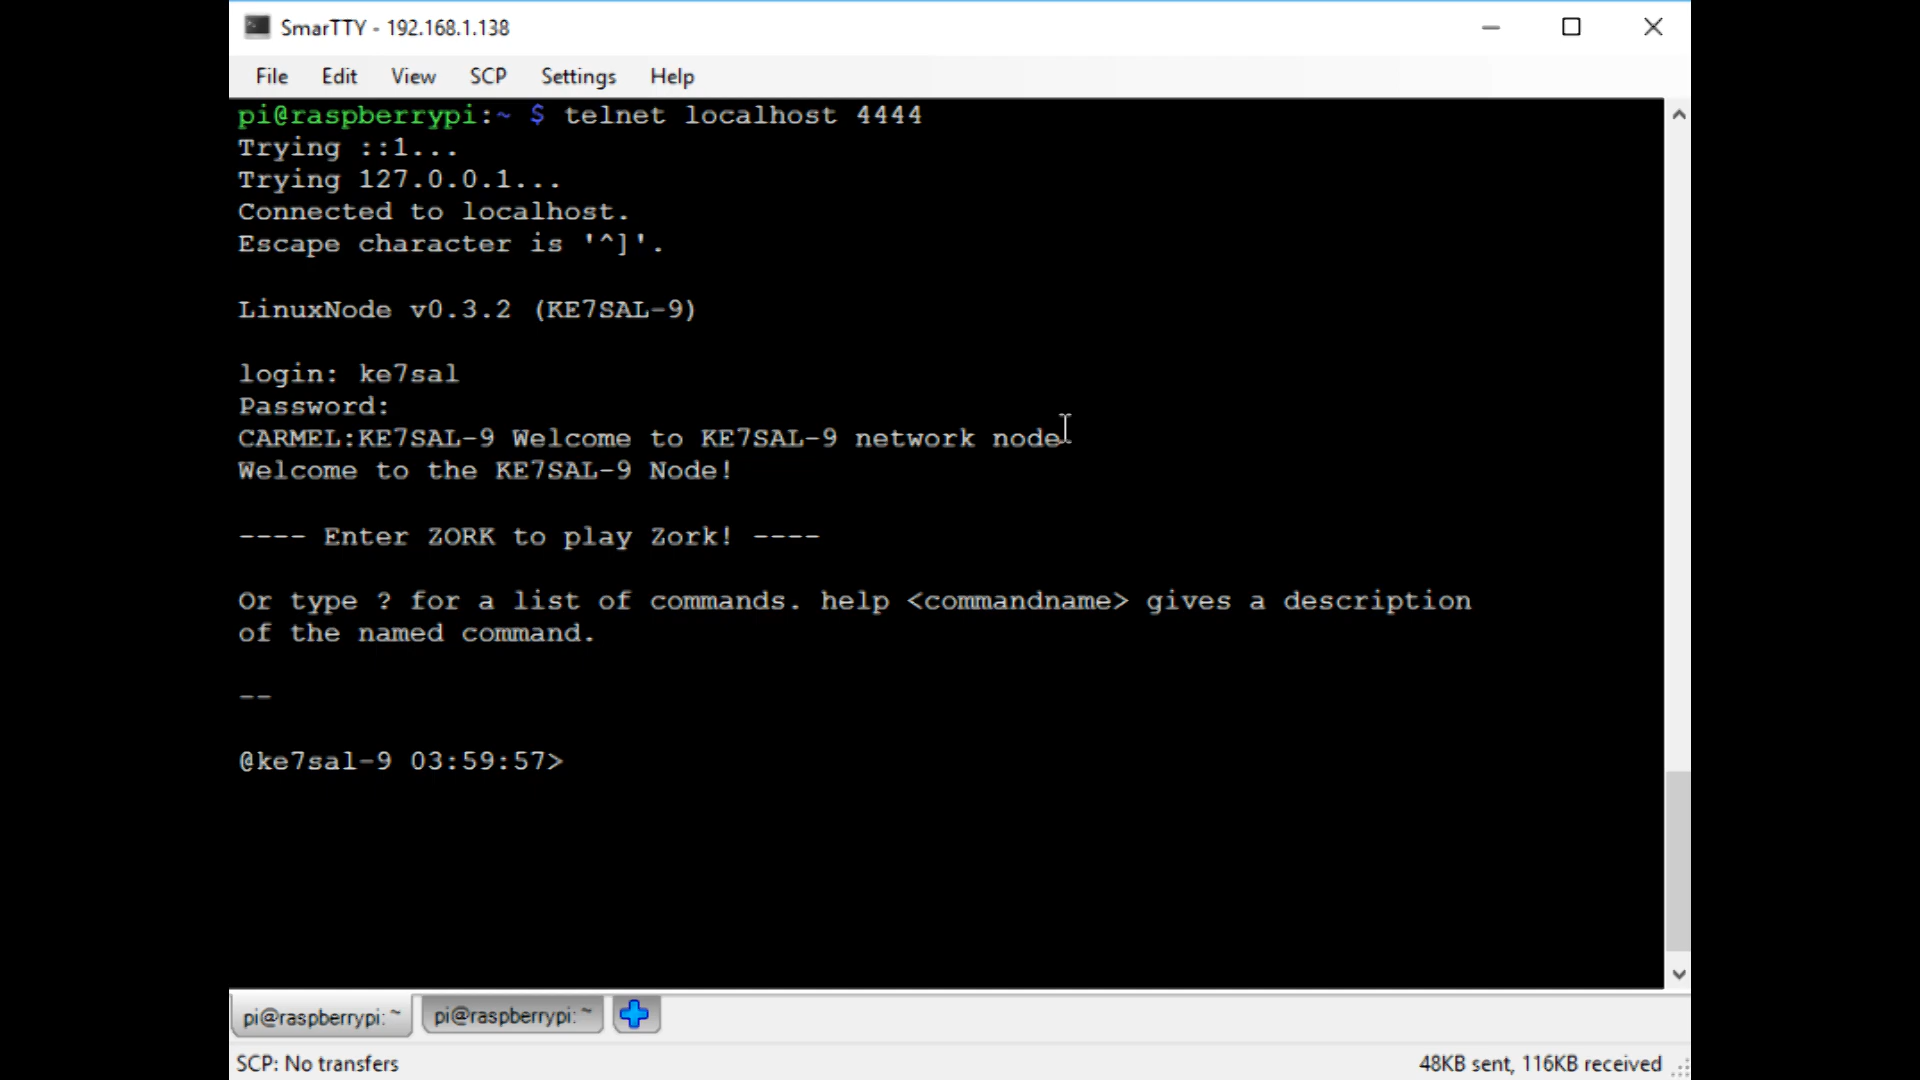 SmarTTY - 192.168.1.138
File Edit View SCP Settings Help
pi@raspberrypi:~ $ telnet localhost 4444
Trying ::1...
Trying 127.0.0.1...
Connected to localhost.
Escape character is '^]'.
LinuxNode v0.3.2 (KE7SAL-9)
login: ke7sal
Password:
CARMEL:KE7SAL-9 Welcome to KE7SAL-9 network node
Welcome to the KE7SAL-9 Node!
---- Enter ZORK to play Zork! ----
Or type ? for a list of commands. help <commandname> gives a description
of the named command.
--
@ke7sal-9 03:59:57>
pi@raspberrypi: ~ pi@raspberrypi: ~
SCP: No transfers 48KB sent, 116KB received